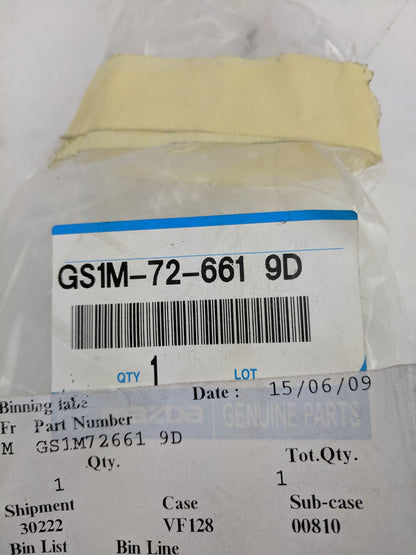 GS1M-72-661 9D
QTY 1 LOT
Binning labe
Date : 15/06/09
Fr Part Number
GENUINE PARTS
M GS1M72661 9D
.Qty. Tot.Qty.
1 1
Shipment Case Sub-case
30222 VF128 00810
Bin List Bin Line